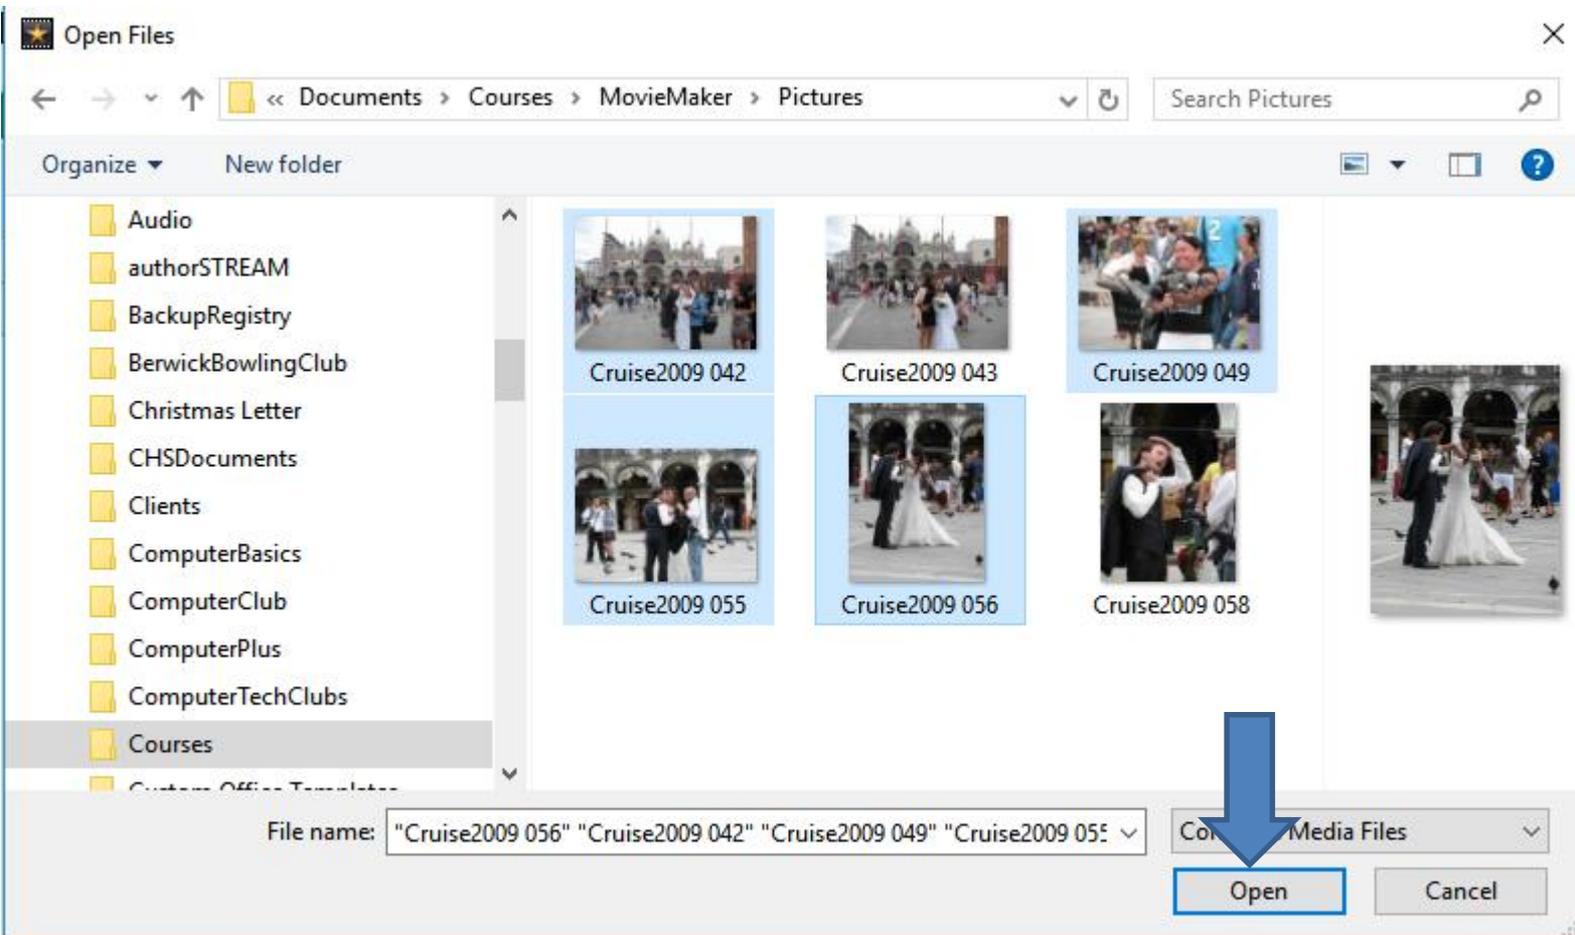 Open Files
« Documents › Courses › MovieMaker › Pictures
Search Pictures
Organize
New folder
?
Audio
authorSTREAM
BackupRegistry
BerwickBowlingClub
Christmas Letter
CHSDocuments
Clients
ComputerBasics
ComputerClub
ComputerPlus
ComputerTechClubs
Courses
2
Cruise2009 042
Cruise2009 043
Cruise2009 049
Cruise2009 055
Cruise2009 056
Cruise2009 058
File name:
"Cruise2009 056" "Cruise2009 042" "Cruise2009 049" "Cruise2009 055
Media Files
Open
Cancel